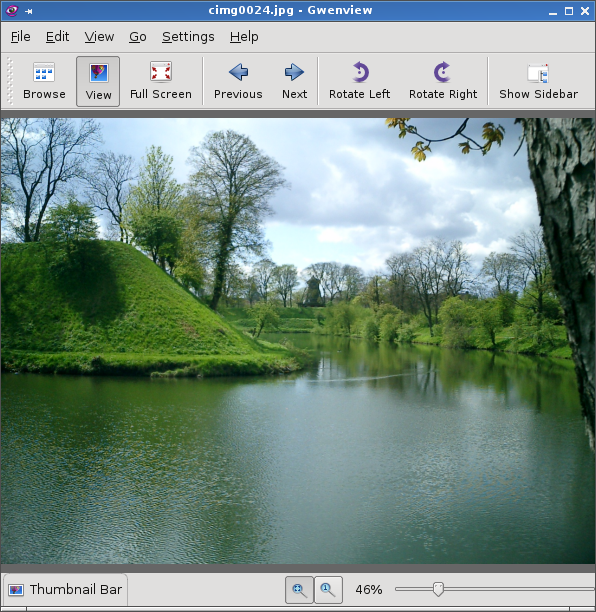 cimg0024.jpg - Gwenview
File Edit View Go Settings Help
Browse View Full Screen Previous Next Rotate Left Rotate Right Show Sidebar
Thumbnail Bar 46%